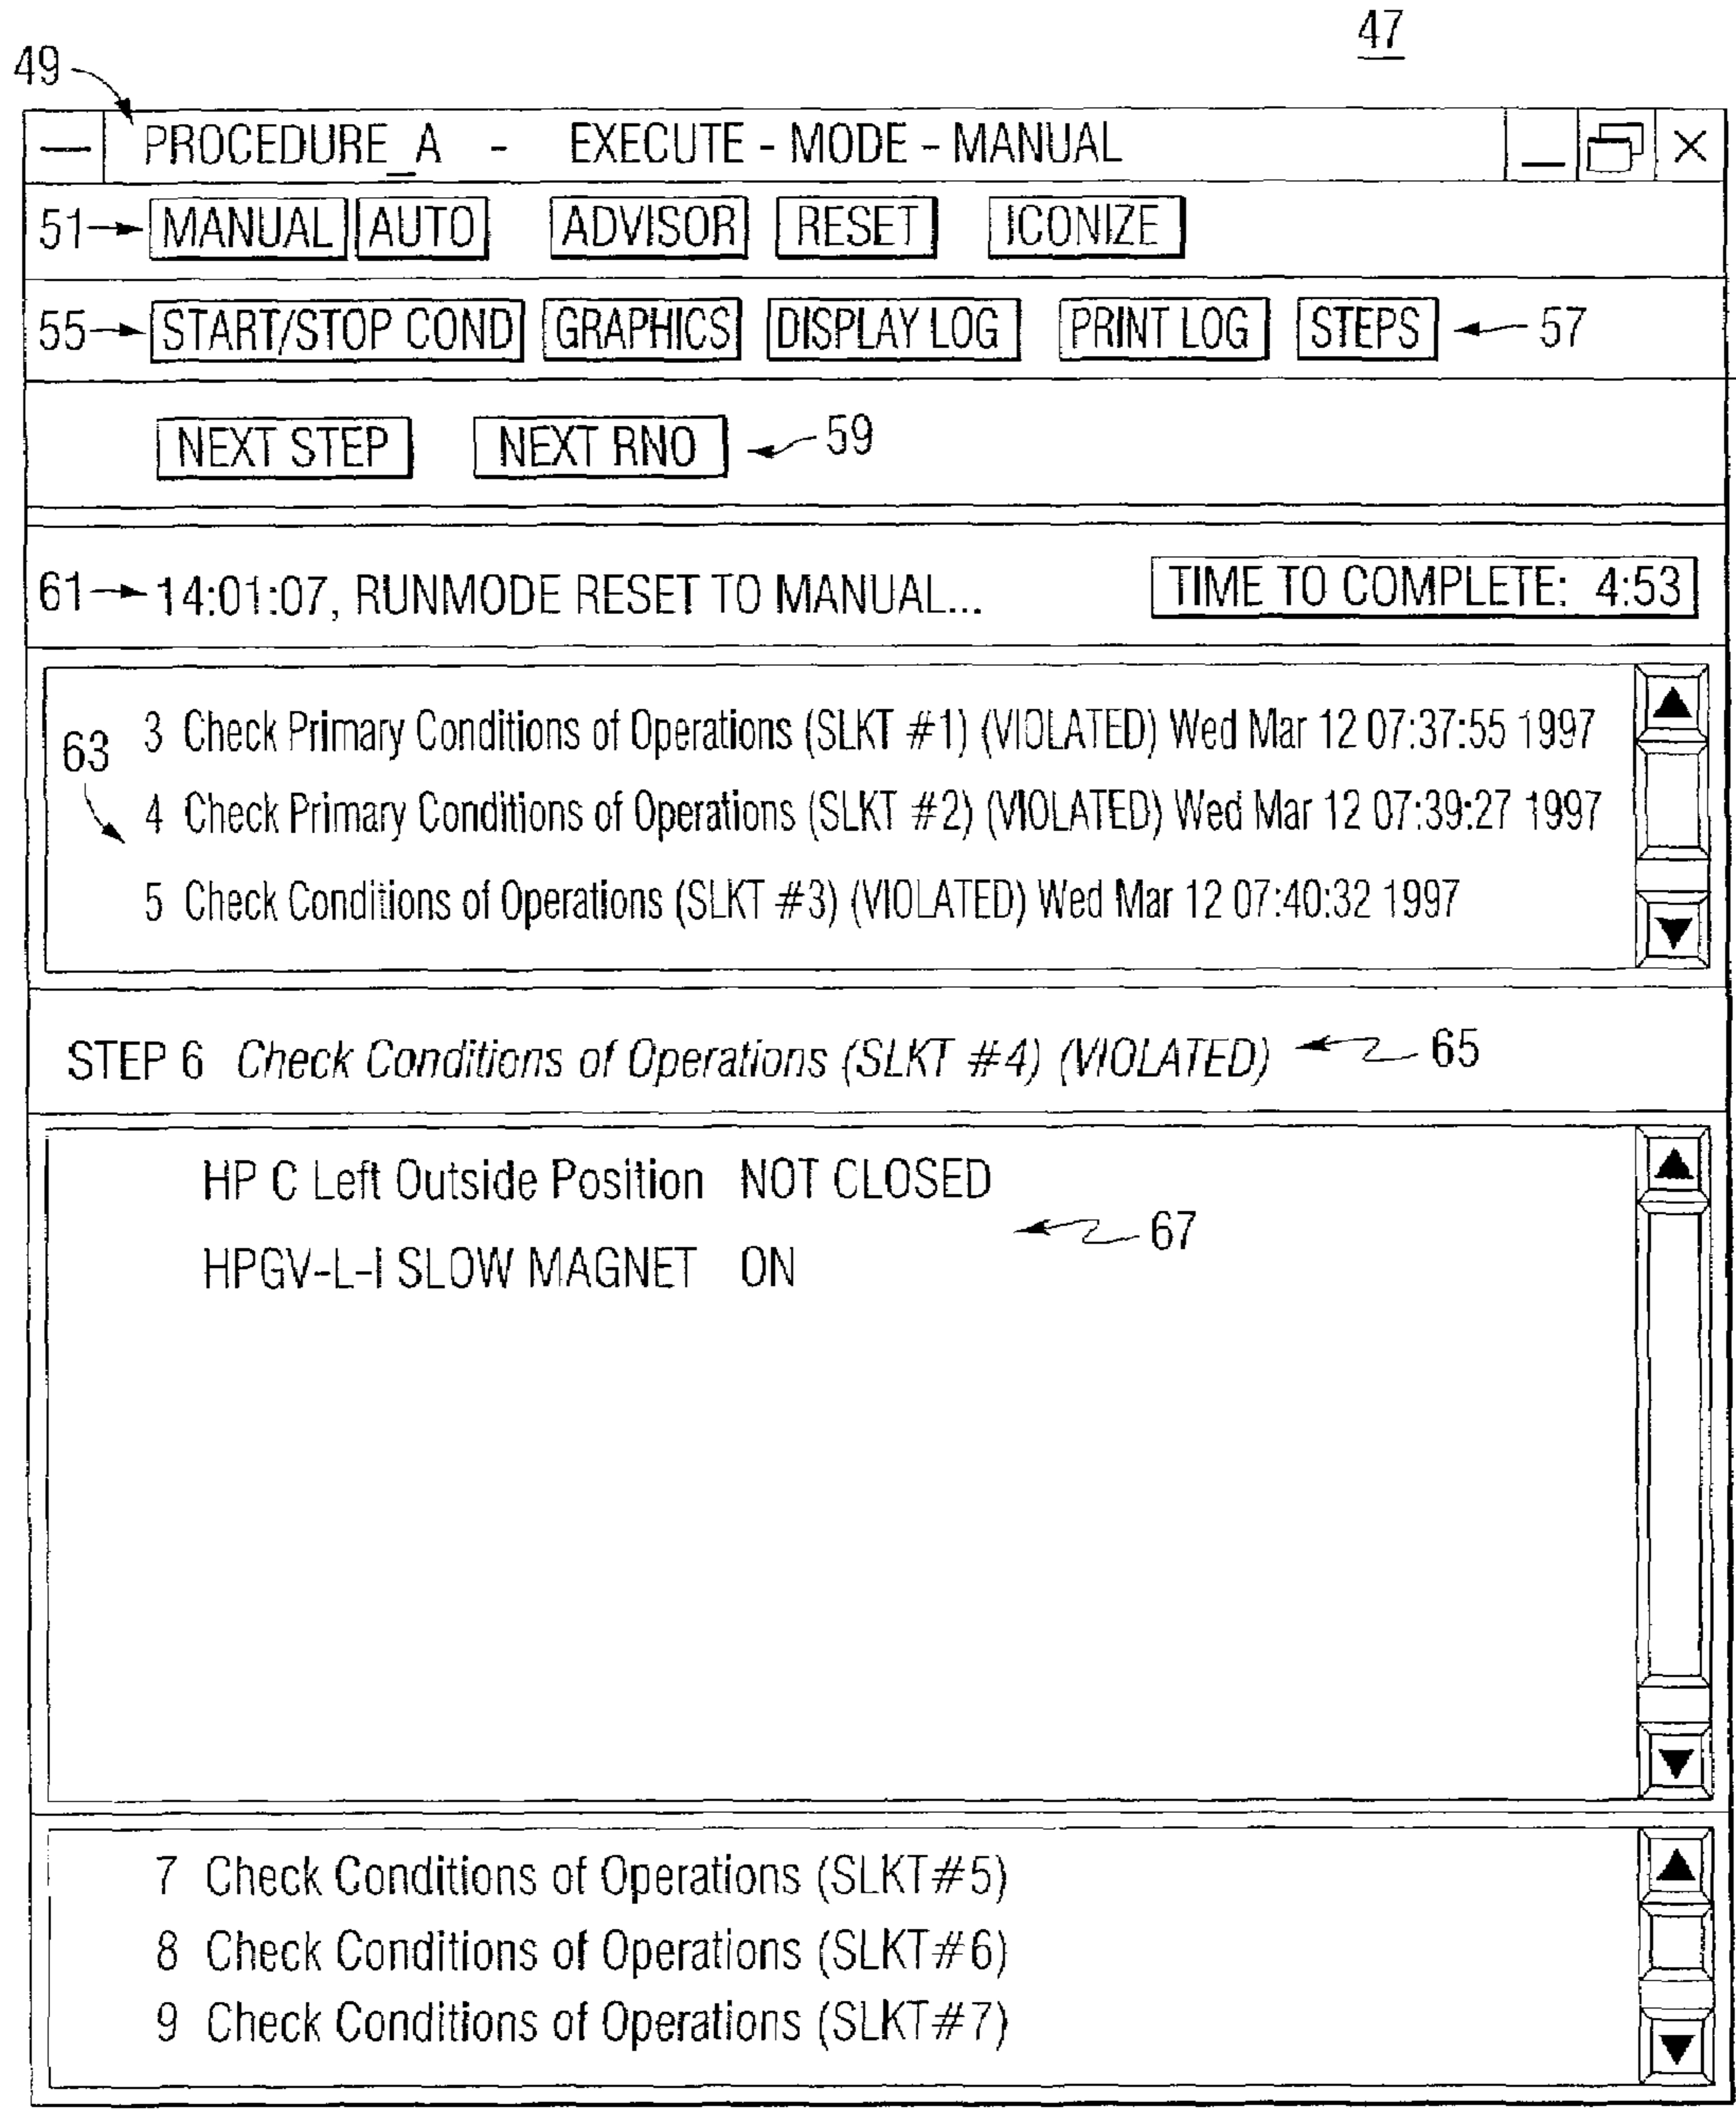 47
49
PROCEDURE_A - EXECUTE - MODE - MANUAL
51 MANUAL AUTO ADVISOR RESET ICONIZE
55 START/STOP COND GRAPHICS DISPLAY LOG PRINT LOG STEPS 57
NEXT STEP NEXT RNO 59
61 14:01:07, RUNMODE RESET TO MANUAL... TIME TO COMPLETE: 4:53
63
3 Check Primary Conditions of Operations (SLKT #1) (VIOLATED) Wed Mar 12 07:37:55 1997
4 Check Primary Conditions of Operations (SLKT #2) (VIOLATED) Wed Mar 12 07:39:27 1997
5 Check Conditions of Operations (SLKT #3) (VIOLATED) Wed Mar 12 07:40:32 1997
STEP 6 Check Conditions of Operations (SLKT #4) (VIOLATED) 65
HP C Left Outside Position NOT CLOSED
67
HPGV-L-I SLOW MAGNET ON
7 Check Conditions of Operations (SLKT#5)
8 Check Conditions of Operations (SLKT#6)
9 Check Conditions of Operations (SLKT#7)